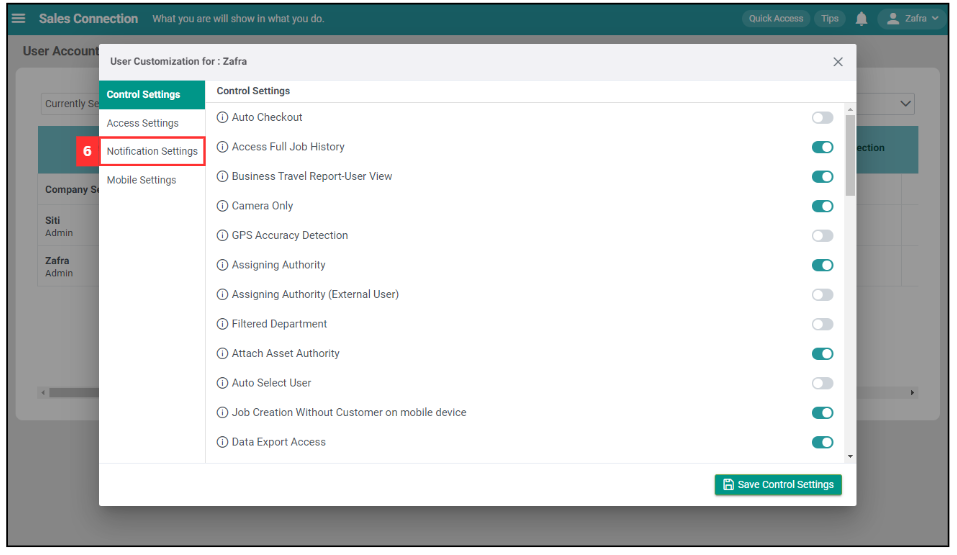 Sales Connection What you are will show in what you do. Quick Access Tips Zafra
User Account
User Customization for : Zafra
Control Settings
Access Settings
6 Notification Settings
Mobile Settings
Control Settings
Auto Checkout
Access Full Job History
Business Travel Report-User View
Camera Only
GPS Accuracy Detection
Assigning Authority
Assigning Authority (External User)
Filtered Department
Attach Asset Authority
Auto Select User
Job Creation Without Customer on mobile device
Data Export Access
Save Control Settings
Currently Se
ection
Company Se
Siti
Admin
Zafra
Admin